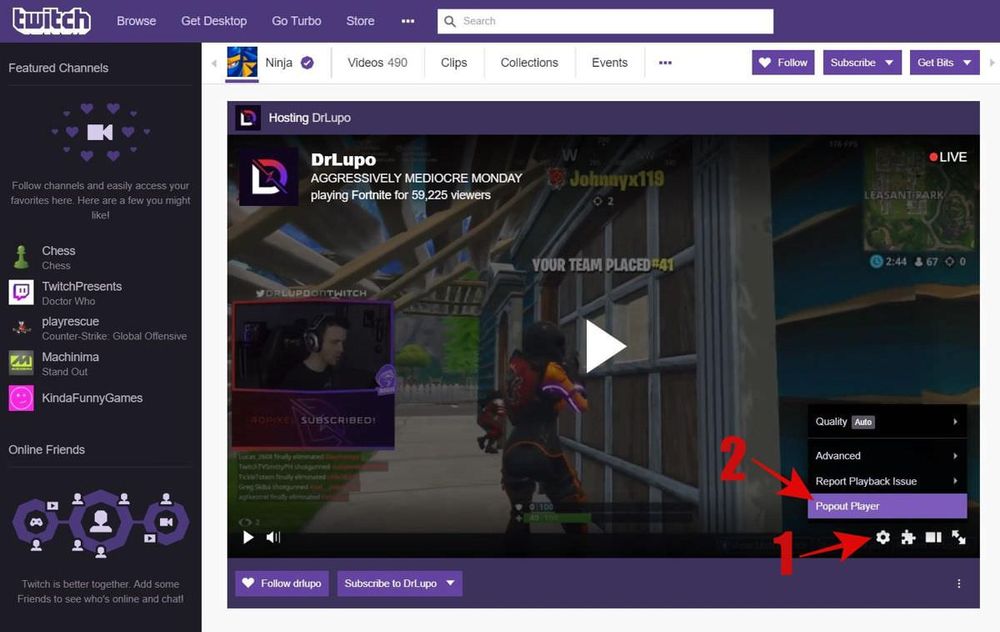 twitch
Browse
Get Desktop
Go Turbo
Store
Search
Featured Channels
Follow channels and easily access your
favorites here. Here are a few you might
like!
Chess
Chess
TwitchPresents
Doctor Who
playrescue
Counter-Strike: Global Offensive
Machinima
Stand Out
KindaFunnyGames
Online Friends
Twitch is better together. Add some
Friends to see who's online and chat!
Ninja
Videos 490
Clips
Collections
Events
Follow
Subscribe
Get Bits
Hosting DrLupo
DrLupo
AGGRESSIVELY MEDIOCRE MONDAY
playing Fortnite for 59,225 viewers
LIVE
W
Johnnyx119
2
LEASANT PARK
2:44 67 0
YOUR TEAM PLACED #41
DRLUPOONTWITCH
SUBSCRIBED!
2
Quality Auto
Advanced
Report Playback Issue
Popout Player
2
1
Follow drlupo
Subscribe to DrLupo